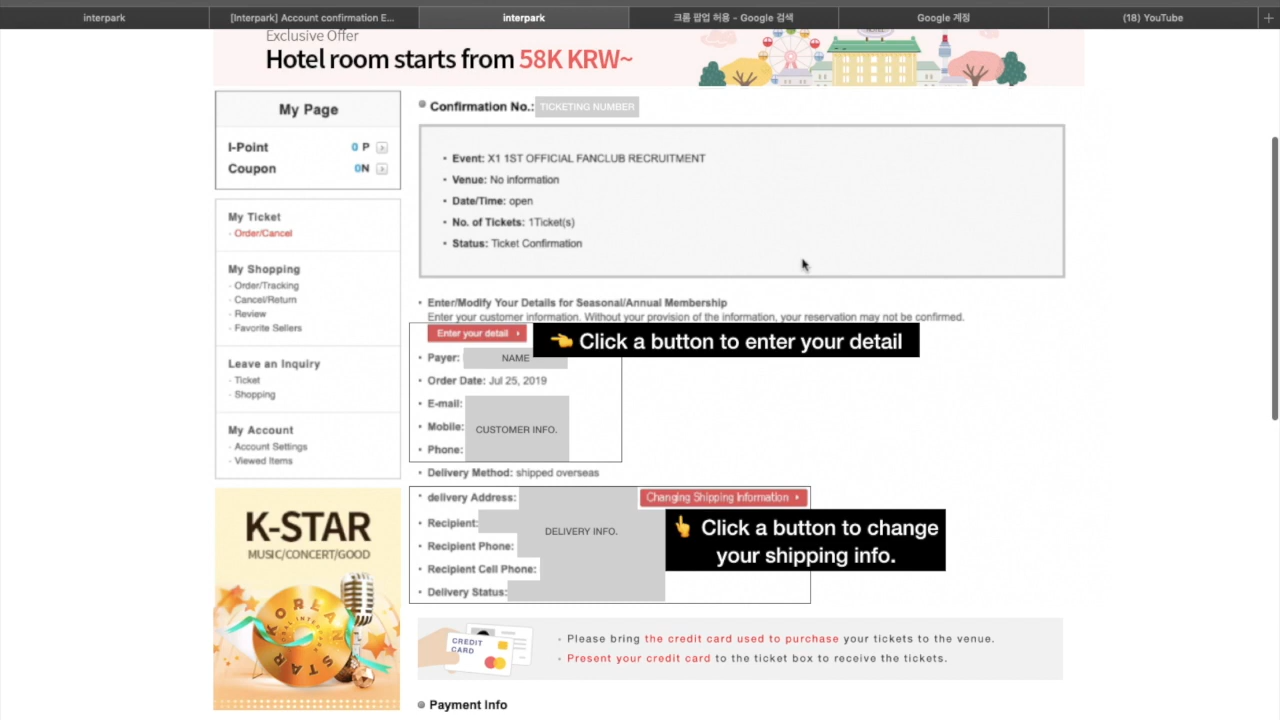 interpark
[Interpark] Account confirmation E...
interpark
크롬 팝업 허용 - Google 검색
Google 계정
(18) YouTube
Exclusive Offer
Hotel room starts from 58K KRW~
HOTEL
My Page
I-Point 0 P
Coupon 0N
My Ticket
· Order/Cancel
My Shopping
· Order/Tracking
· Cancel/Return
· Review
· Favorite Sellers
Leave an Inquiry
· Ticket
· Shopping
My Account
· Account Settings
· Viewed Items
K-STAR
MUSIC/CONCERT/GOOD
KOREAN
STAR
Confirmation No.: TICKETING NUMBER
• Event: X1 1ST OFFICIAL FANCLUB RECRUITMENT
• Venue: No information
• Date/Time: open
• No. of Tickets: 1Ticket(s)
• Status: Ticket Confirmation
• Enter/Modify Your Details for Seasonal/Annual Membership
Enter your customer information. Without your provision of the information, your reservation may not be confirmed.
Enter your detail
👈 Click a button to enter your detail
• Payer: NAME
• Order Date: Jul 25, 2019
• E-mail:
• Mobile: CUSTOMER INFO.
• Phone:
• Delivery Method: shipped overseas
• delivery Address: Changing Shipping Information
👆 Click a button to change
your shipping info.
• Recipient: DELIVERY INFO.
• Recipient Phone:
• Recipient Cell Phone:
• Delivery Status:
CREDIT
CARD
• Please bring the credit card used to purchase your tickets to the venue.
• Present your credit card to the ticket box to receive the tickets.
Payment Info